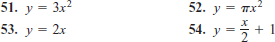 51. y = 3x² 52. y = πx²
53. y = 2x 54. y = x/2 + 1